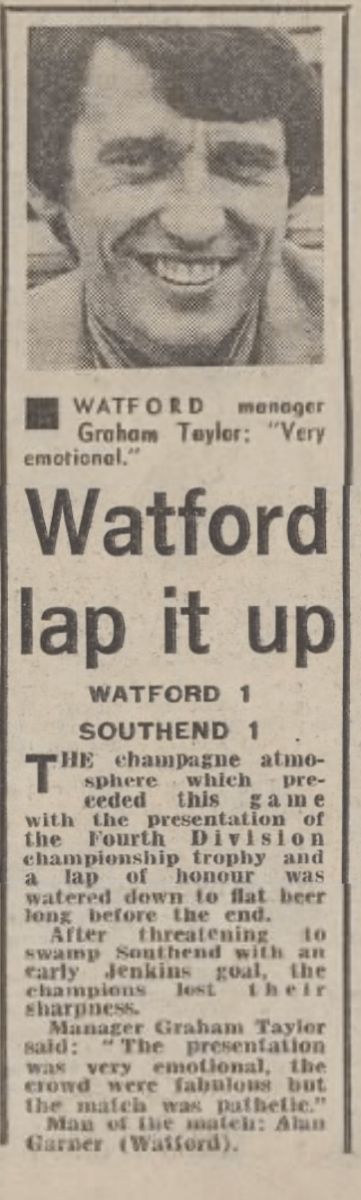 WATFORD manager
Graham Taylor: "Very
emotional."
Watford
lap it up
WATFORD 1
SOUTHEND 1
THE champagne atmo-
sphere which pre-
ceded this game
with the presentation of
the Fourth Division
championship trophy and
a lap of honour was
watered down to flat beer
long before the end.
After threatening to
swamp Southend with an
early Jenkins goal, the
champions lost their
sharpness.
Manager Graham Taylor
said: "The presentation
was very emotional, the
crowd were fabulous but
the match was pathetic."
Man of the match: Alan
Garner (Watford).